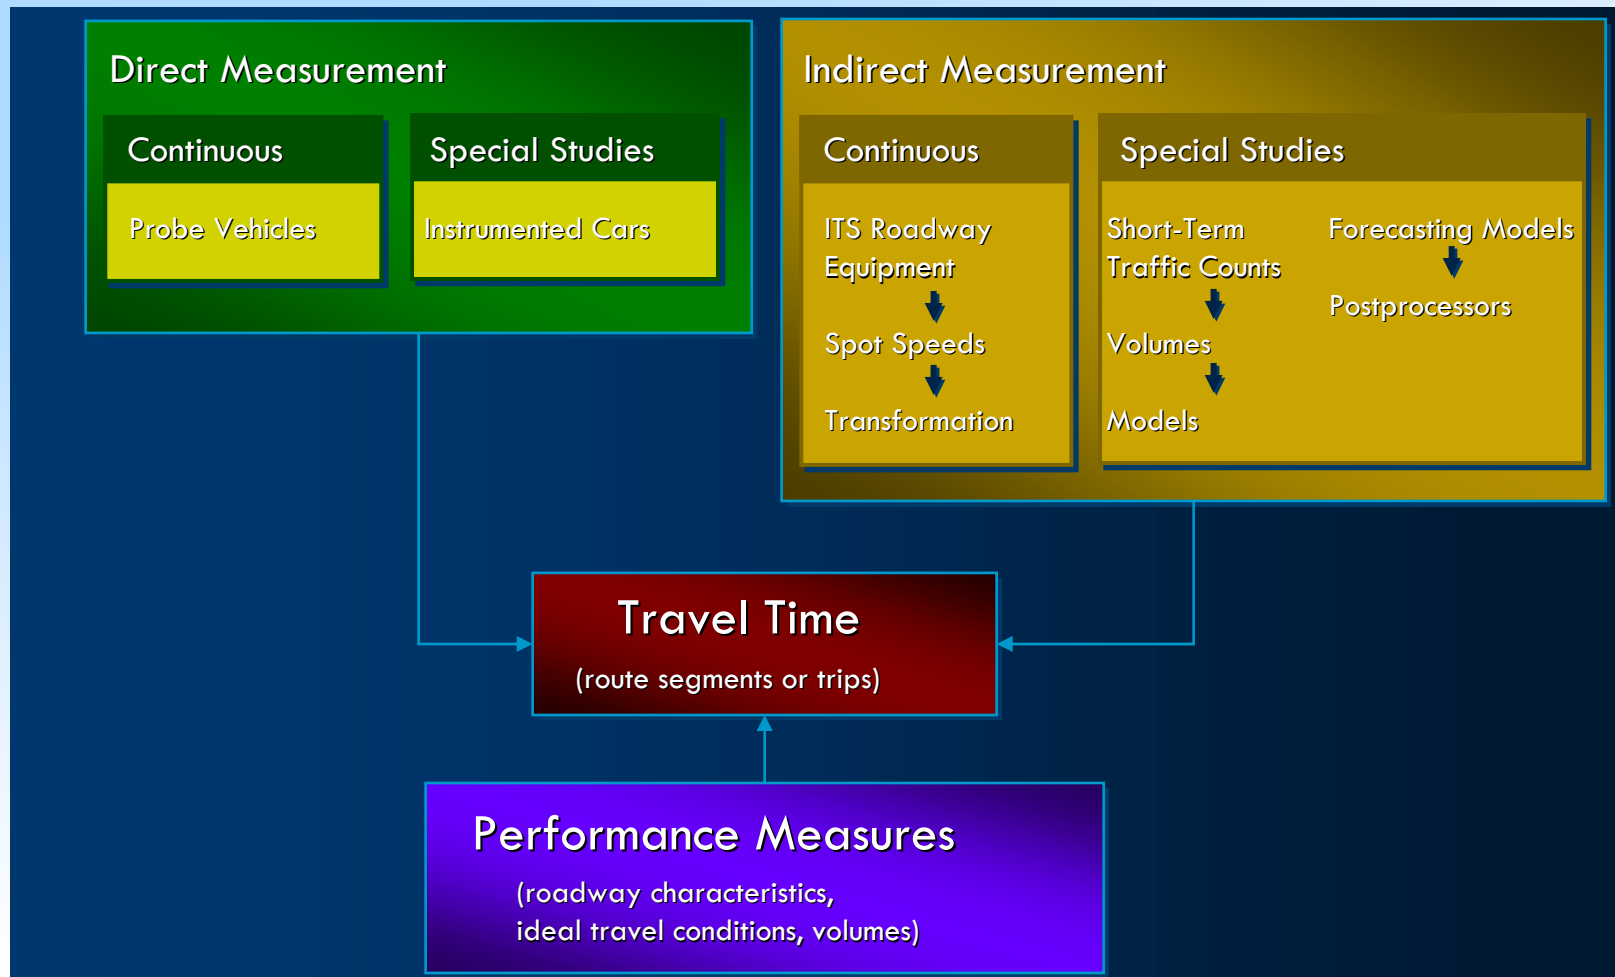 Direct Measurement
Continuous
Probe Vehicles
Special Studies
Instrumented Cars
Indirect Measurement
Continuous
ITS Roadway
Equipment
Spot Speeds
Transformation
Special Studies
Short-Term
Traffic Counts
Volumes
Models
Forecasting Models
Postprocessors
Travel Time
(route segments or trips)
Performance Measures
(roadway characteristics,
ideal travel conditions, volumes)